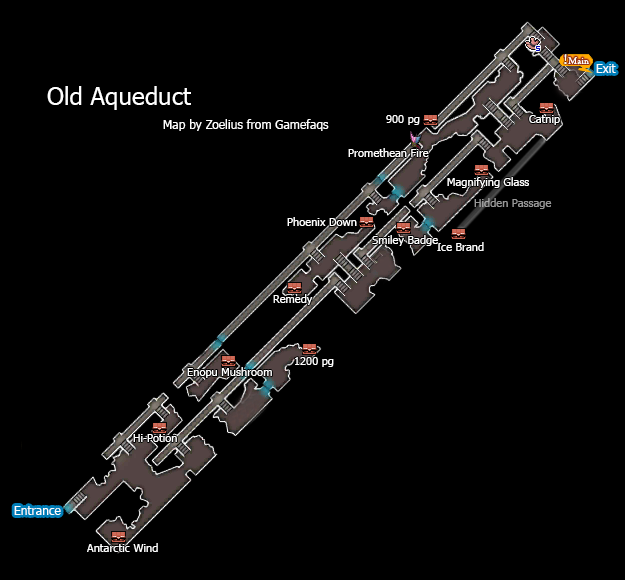 !Main
Exit
Old Aqueduct
900 pg
Catnip
Map by Zoelius from Gamefaqs
Promethean Fire
Magnifying Glass
Hidden Passage
Phoenix Down
Smiley Badge
Ice Brand
Remedy
1200 pg
Enopu Mushroom
Hi-Potion
Entrance
Antarctic Wind
S